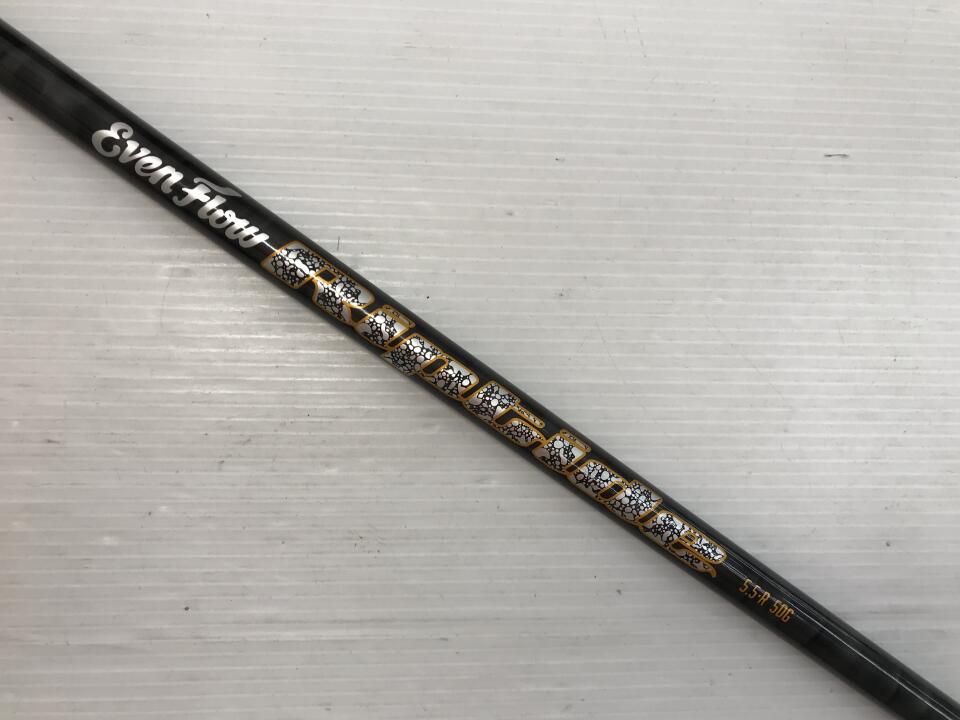 Even Flow
Riptide
5.5-R 50G